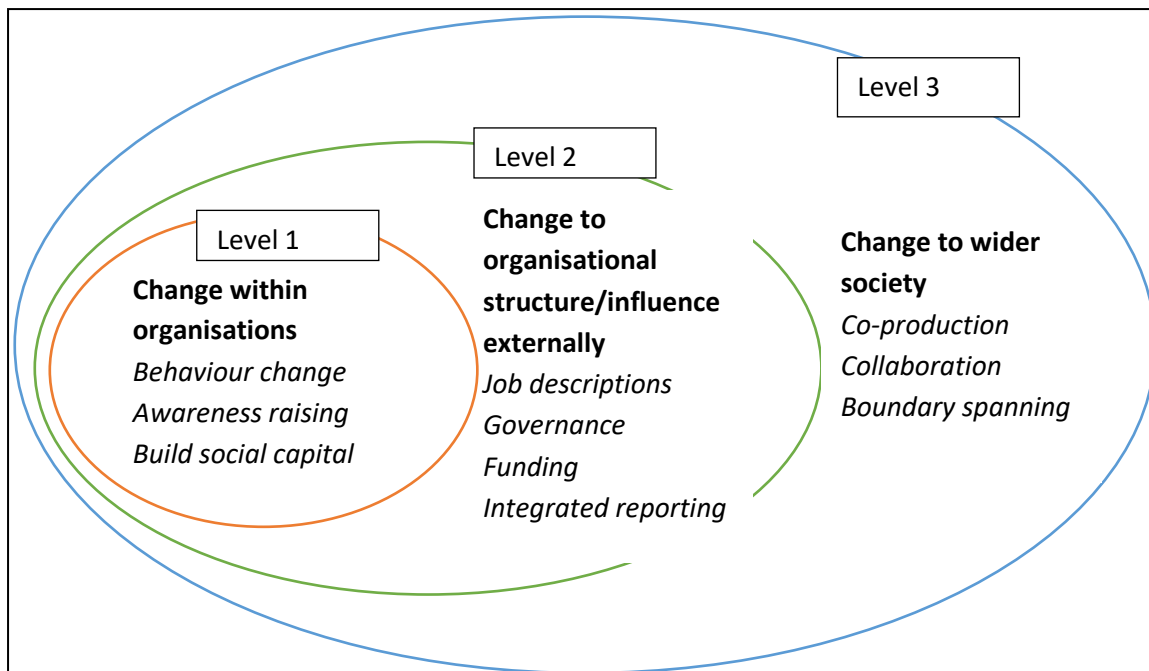 Level 1
Change within
organisations
Behaviour change
Awareness raising
Build social capital
Level 2
Change to
organisational
structure/influence
externally
Job descriptions
Governance
Funding
Integrated reporting
Level 3
Change to wider
society
Co-production
Collaboration
Boundary spanning